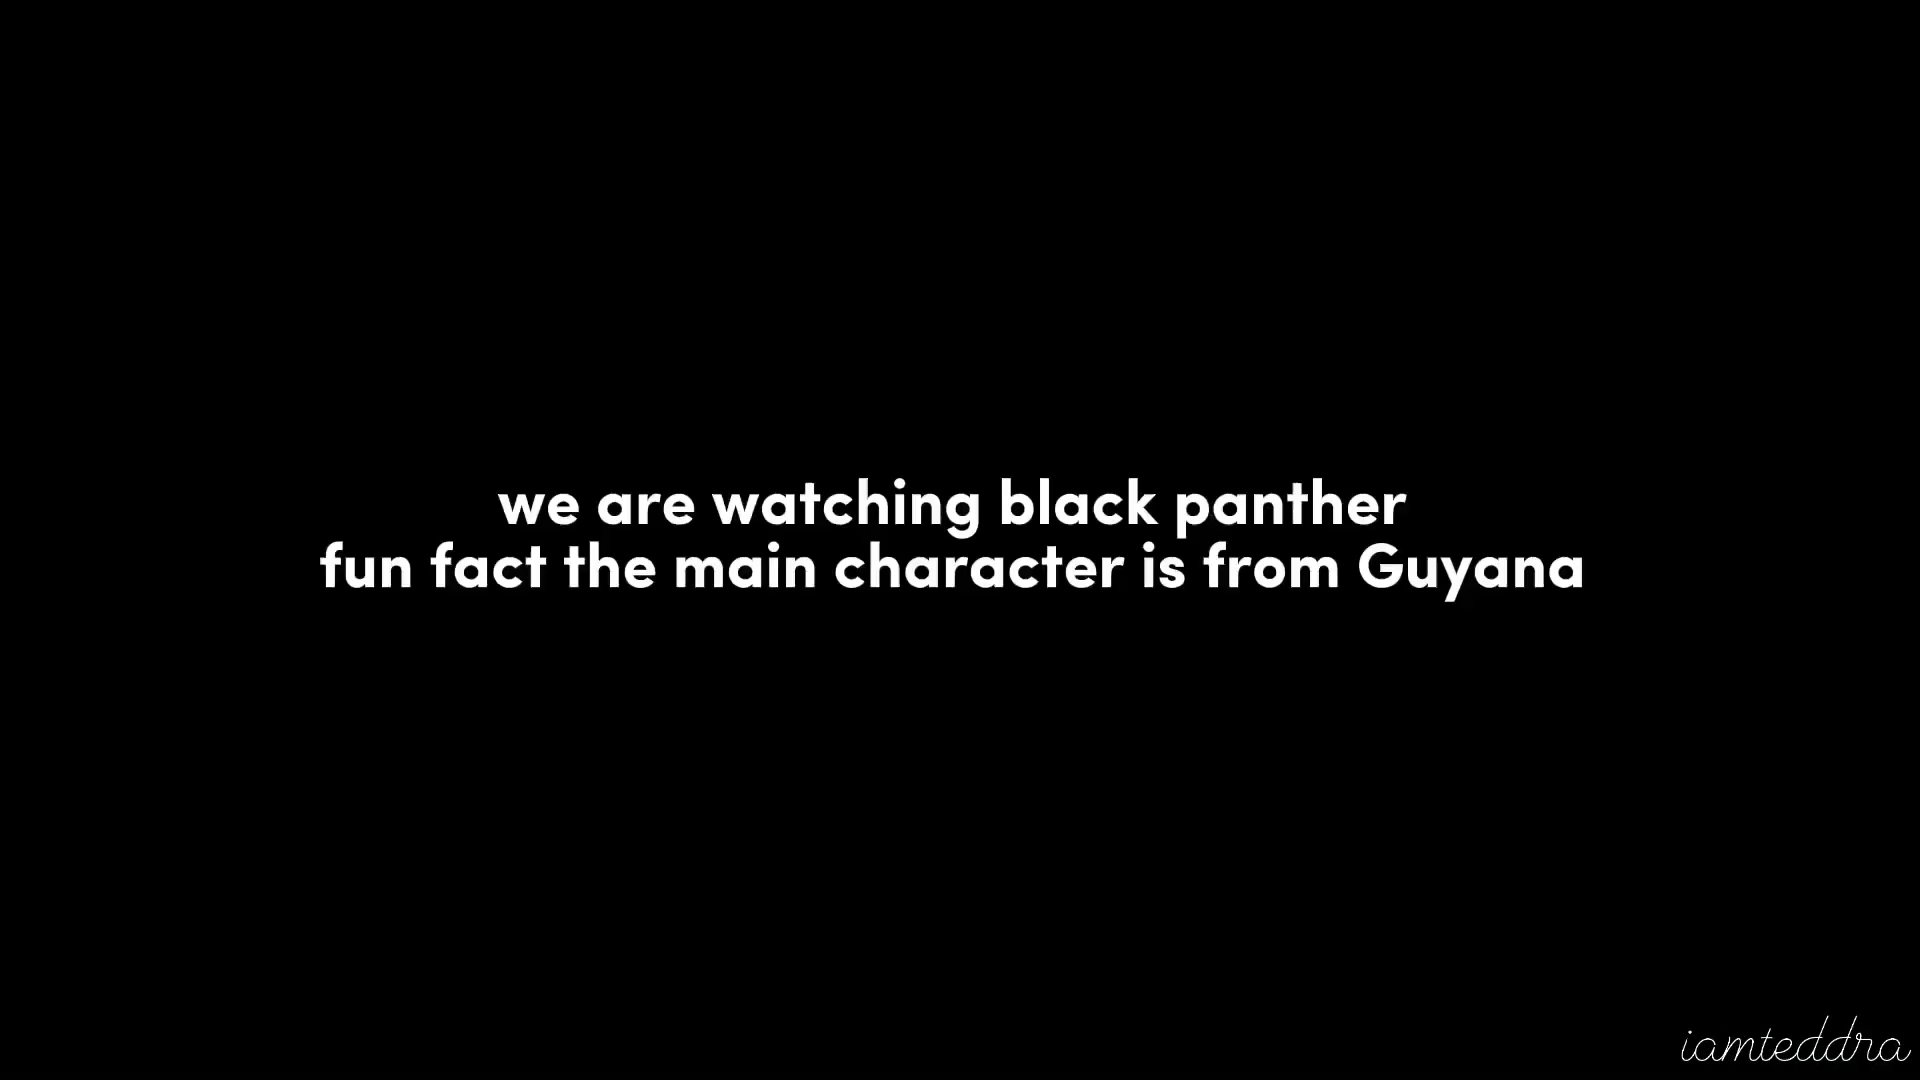 we are watching black panther
fun fact the main character is from Guyana
iamteddra